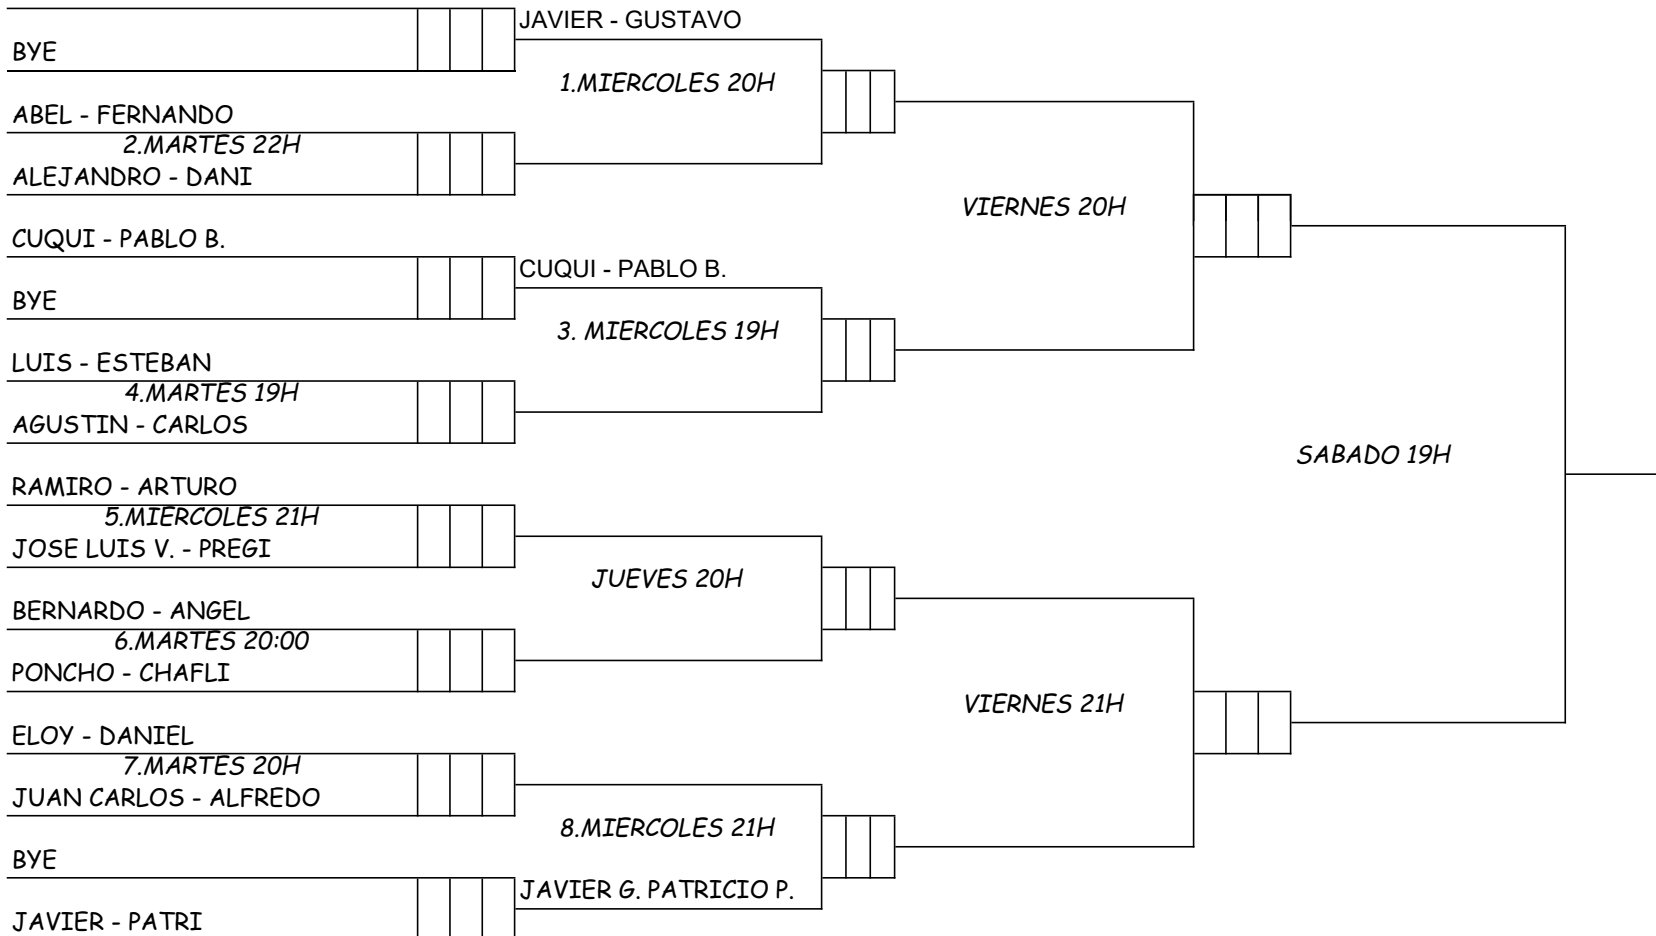 JAVIER - GUSTAVO
BYE
1.MIERCOLES 20H
ABEL - FERNANDO
2.MARTES 22H
ALEJANDRO - DANI
VIERNES 20H
CUQUI - PABLO B.
CUQUI - PABLO B.
BYE
3. MIERCOLES 19H
LUIS - ESTEBAN
4.MARTES 19H
AGUSTIN - CARLOS
SABADO 19H
RAMIRO - ARTURO
5.MIERCOLES 21H
JOSE LUIS V. - PREGI
JUEVES 20H
BERNARDO - ANGEL
6.MARTES 20:00
PONCHO - CHAFLI
VIERNES 21H
ELOY - DANIEL
7.MARTES 20H
JUAN CARLOS - ALFREDO
8.MIERCOLES 21H
BYE
JAVIER G. PATRICIO P.
JAVIER - PATRI